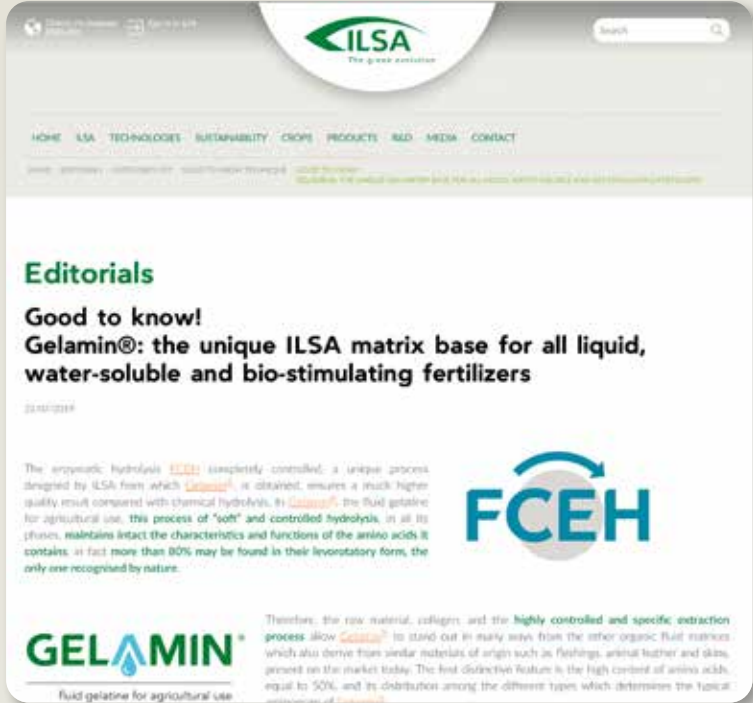 ILSA
The green evolution
Search
HOME ILSA TECHNOLOGIES SUSTAINABILITY CROPS PRODUCTS R&D MEDIA CONTACT
Editorials
Good to know!
Gelamin®: the unique ILSA matrix base for all liquid,
water-soluble and bio-stimulating fertilizers
The enzymatic hydrolysis FCEH completely controlled, a unique process
designed by ILSA from which Gelamin®, is obtained, ensures a much higher
quality result compared with chemical hydrolysis. In Gelamin®, the fluid gelatine
for agricultural use, this process of "soft" and controlled hydrolysis, in all its
phases, maintains intact the characteristics and functions of the amino acids it
contains: in fact more than 80% may be found in their levorotatory form, the
only one recognised by nature.
FCEH
GELAMIN®
fluid gelatine for agricultural use
Therefore, the raw material, collagen, and the highly controlled and specific extraction
process allow Gelamin® to stand out in many ways from the other organic fluid matrices
which also derive from similar materials of origin such as fleshings, animal leather and skins,
present on the market today. The first distinctive feature is the high content of amino acids,
equal to 50%, and its distribution among the different types which determines the typical